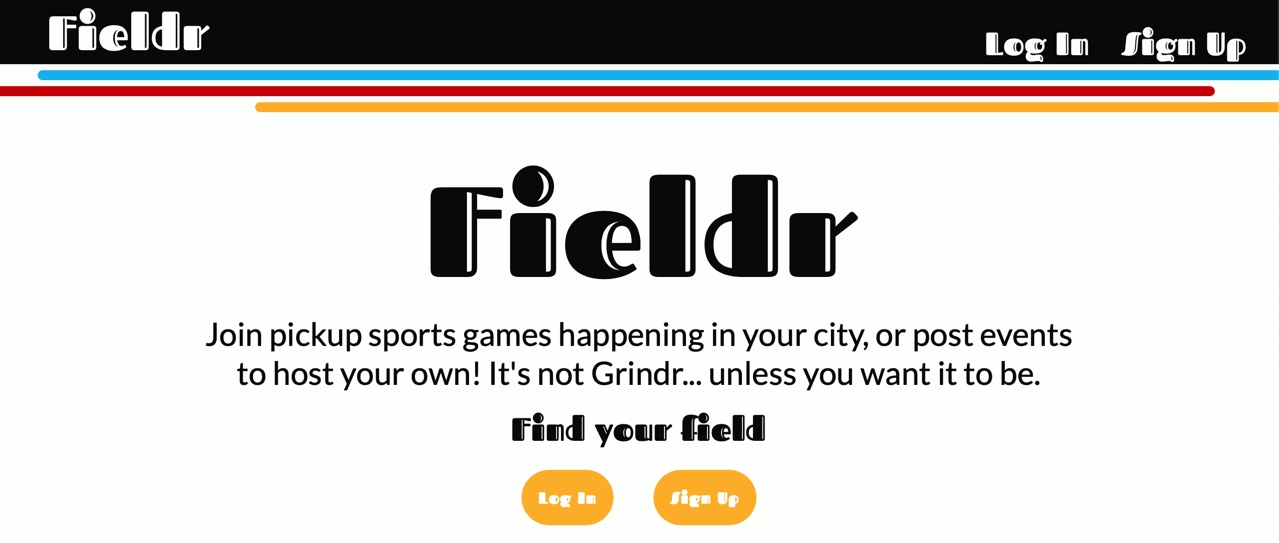 Fieldr
Log In Sign Up
Fieldr
Join pickup sports games happening in your city, or post events
to host your own! It's not Grindr... unless you want it to be.
Find your field
Log In Sign Up